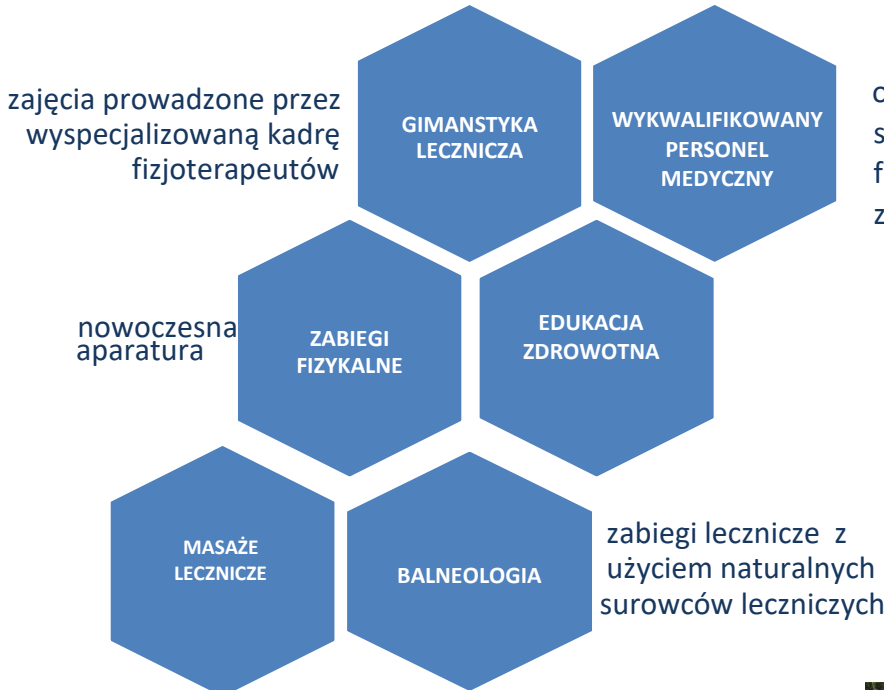 zajęcia prowadzone przez
wyspecjalizowaną kadrę
fizjoterapeutów
GIMANSTYKA
LECZNICZA
WYKWALIFIKOWANY
PERSONEL
MEDYCZNY
nowoczesna
aparatura
ZABIEGI
FIZYKALNE
EDUKACJA
ZDROWOTNA
MASAŻE
LECZNICZE
BALNEOLOGIA
zabiegi lecznicze z
użyciem naturalnych
surowców leczniczych